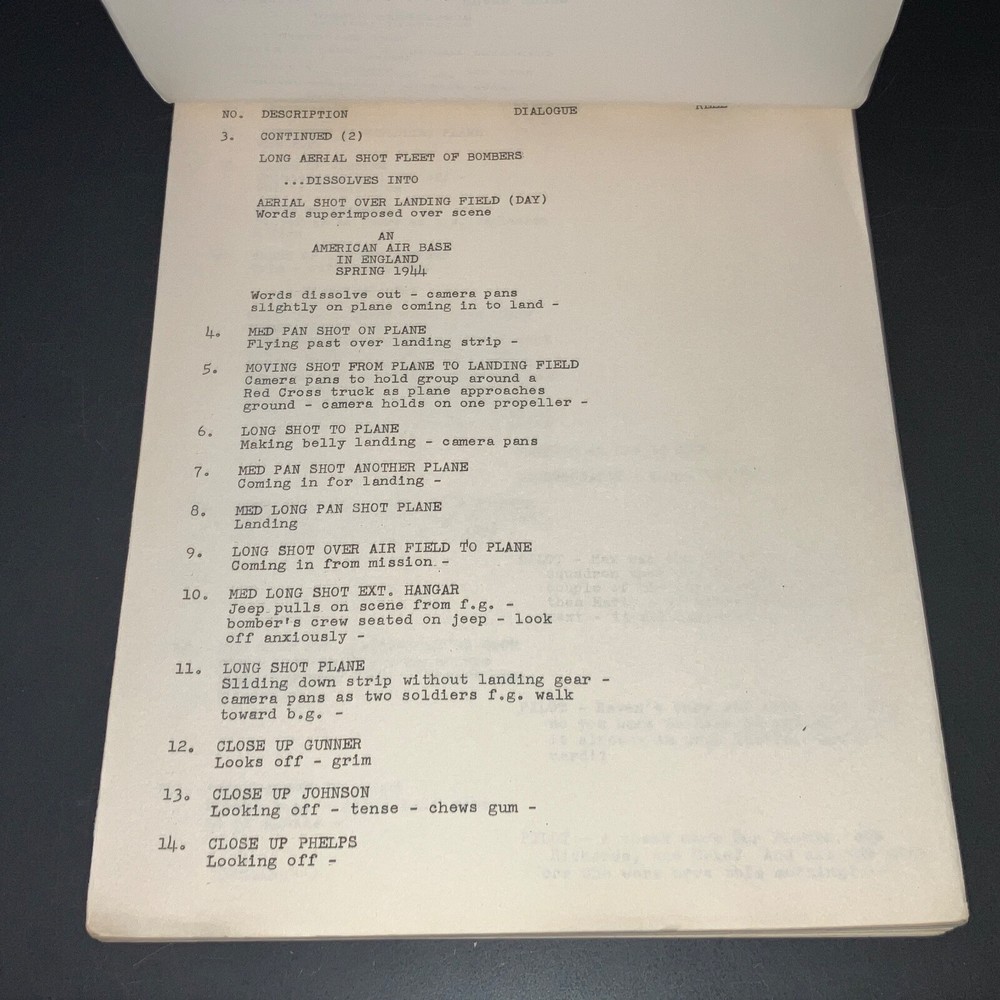 NO. DESCRIPTION DIALOGUE
3. CONTINUED (2)
LONG AERIAL SHOT FLEET OF BOMBERS
...DISSOLVES INTO
AERIAL SHOT OVER LANDING FIELD (DAY)
Words superimposed over scene
AN
AMERICAN AIR BASE
IN ENGLAND
SPRING 1944
Words dissolve out - camera pans
slightly on plane coming in to land -
4. MED PAN SHOT ON PLANE
Flying past over landing strip -
5. MOVING SHOT FROM PLANE TO LANDING FIELD
Camera pans to hold group around a
Red Cross truck as plane approaches
ground - camera holds on one propeller -
6. LONG SHOT TO PLANE
Making belly landing - camera pans
7. MED PAN SHOT ANOTHER PLANE
Coming in for landing -
8. MED LONG PAN SHOT PLANE
Landing
9. LONG SHOT OVER AIR FIELD TO PLANE
Coming in from mission -
10. MED LONG SHOT EXT. HANGAR
Jeep pulls on scene from f.g. -
bomber's crew seated on jeep - look
off anxiously -
11. LONG SHOT PLANE
Sliding down strip without landing gear -
camera pans as two soldiers f.g. walk
toward b.g. -
12. CLOSE UP GUNNER
Looks off - grim
13. CLOSE UP JOHNSON
Looking off - tense - chews gum -
14. CLOSE UP PHELPS
Looking off -